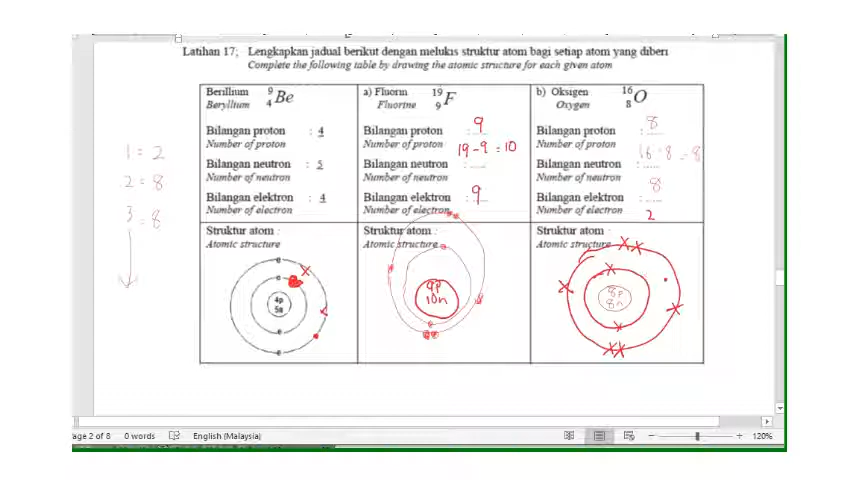 Latihan 17: Lengkapkan jadual berikut dengan melukis struktur atom bagi setiap atom yang diberi
Complete the following table by drawing the atomic structure for each given atom
Berillium
Beryllium
9
4 Be
Bilangan proton : 4
Number of proton
Bilangan neutron : 5
Number of neutron
Bilangan elektron : 4
Number of electron
a) Fluorin
Fluorine
19
9 F
Bilangan proton : 9
Number of proton
19 - 9 = 10
Bilangan neutron : .....
Number of neutron
Bilangan elektron : 9
Number of electron
b) Oksigen
Oxygen
16
8 O
Bilangan proton : 8
Number of proton
16 - 8 = 8
Bilangan neutron : .....
Number of neutron
Bilangan elektron : 8
Number of electron
2
1 = 2
2 = 8
3 = 8
Struktur atom :
Atomic structure
4p
5n
Struktur atom :
Atomic structure
9p
10n
Struktur atom :
Atomic structure
8p
8n
age 2 of 8 0 words English (Malaysia) 120%